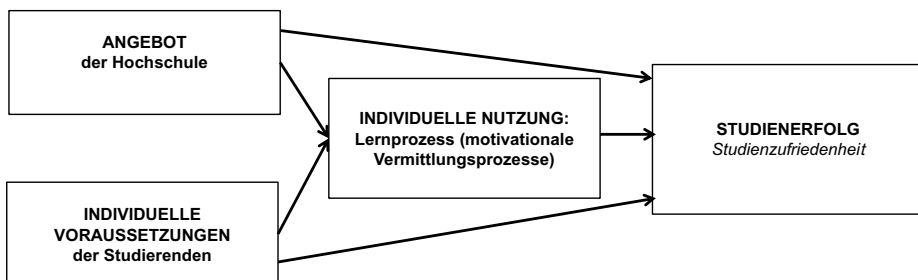 ANGEBOT
der Hochschule
INDIVIDUELLE NUTZUNG:
Lernprozess (motivationale
Vermittlungsprozesse)
STUDIENERFOLG
Studienzufriedenheit
INDIVIDUELLE
VORAUSSETZUNGEN
der Studierenden